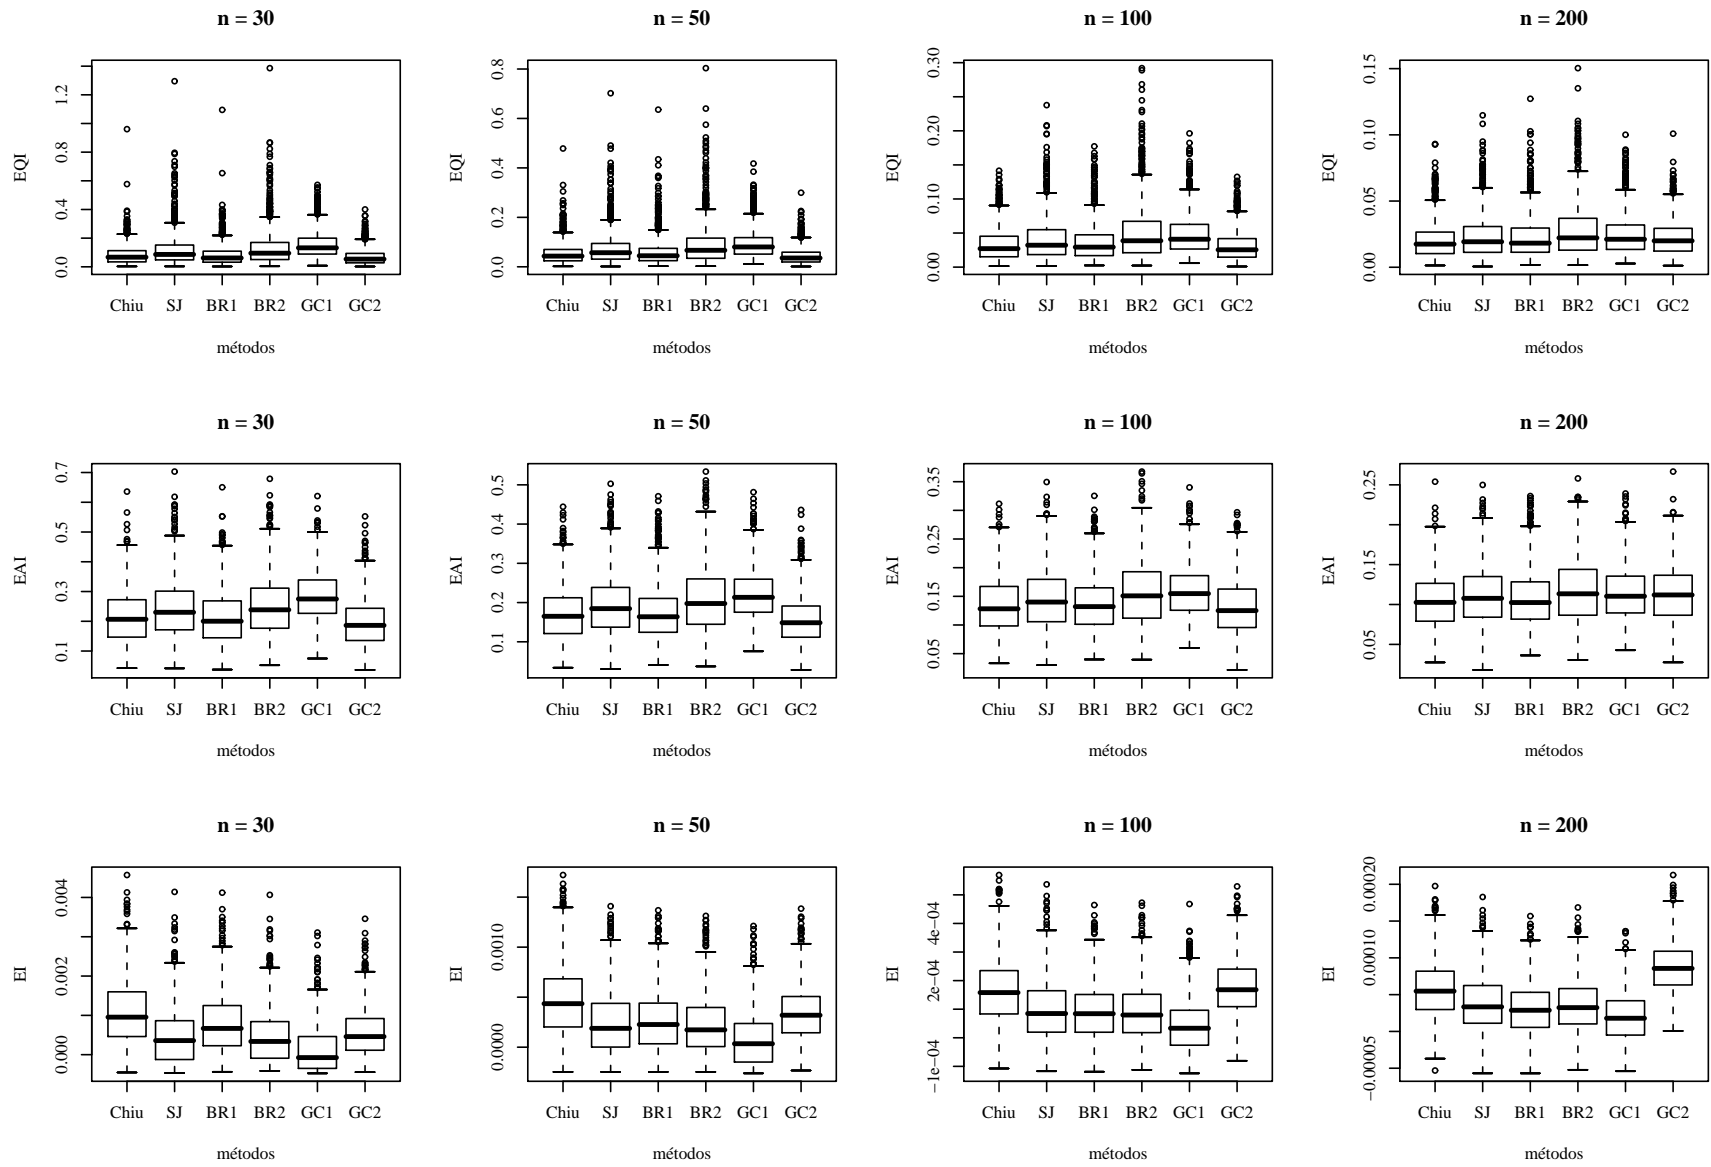 n = 30
n = 50
n = 100
n = 200
EQI
0.0 0.4 0.8 1.2
Chiu SJ BR1 BR2 GC1 GC2
métodos
EQI
0.0 0.2 0.4 0.6 0.8
Chiu SJ BR1 BR2 GC1 GC2
métodos
EQI
0.00 0.10 0.20 0.30
Chiu SJ BR1 BR2 GC1 GC2
métodos
EQI
0.00 0.05 0.10 0.15
Chiu SJ BR1 BR2 GC1 GC2
métodos
n = 30
n = 50
n = 100
n = 200
EAI
0.1 0.3 0.5 0.7
Chiu SJ BR1 BR2 GC1 GC2
métodos
EAI
0.1 0.2 0.3 0.4 0.5
Chiu SJ BR1 BR2 GC1 GC2
métodos
EAI
0.05 0.15 0.25 0.35
Chiu SJ BR1 BR2 GC1 GC2
métodos
EAI
0.05 0.15 0.25
Chiu SJ BR1 BR2 GC1 GC2
métodos
n = 30
n = 50
n = 100
n = 200
EI
0.000 0.002 0.004
Chiu SJ BR1 BR2 GC1 GC2
métodos
EI
0.0000 0.0010
Chiu SJ BR1 BR2 GC1 GC2
métodos
EI
−1e−04 2e−04 4e−04
Chiu SJ BR1 BR2 GC1 GC2
métodos
EI
−0.00005 0.00010 0.00020
Chiu SJ BR1 BR2 GC1 GC2
métodos